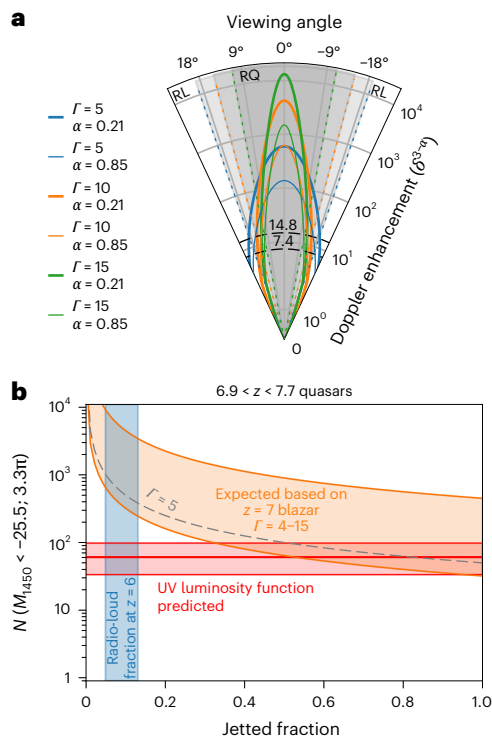 a
Viewing angle
18° 9° 0° −9° −18°
RL RQ RL
Γ = 5
α = 0.21
Γ = 5
α = 0.85
Γ = 10
α = 0.21
Γ = 10
α = 0.85
Γ = 15
α = 0.21
Γ = 15
α = 0.85
14.8
7.4
10⁴
10³
10²
10¹
10⁰
0
Doppler enhancement (δ³⁻ᵅ)
b
6.9 < z < 7.7 quasars
N (M₁₄₅₀ < −25.5; 3.3π)
10⁴
10³
10²
10
1
Γ = 5
Expected based on
z = 7 blazar
Γ = 4–15
UV luminosity function
predicted
Radio-loud
fraction at z = 6
0 0.2 0.4 0.6 0.8 1.0
Jetted fraction